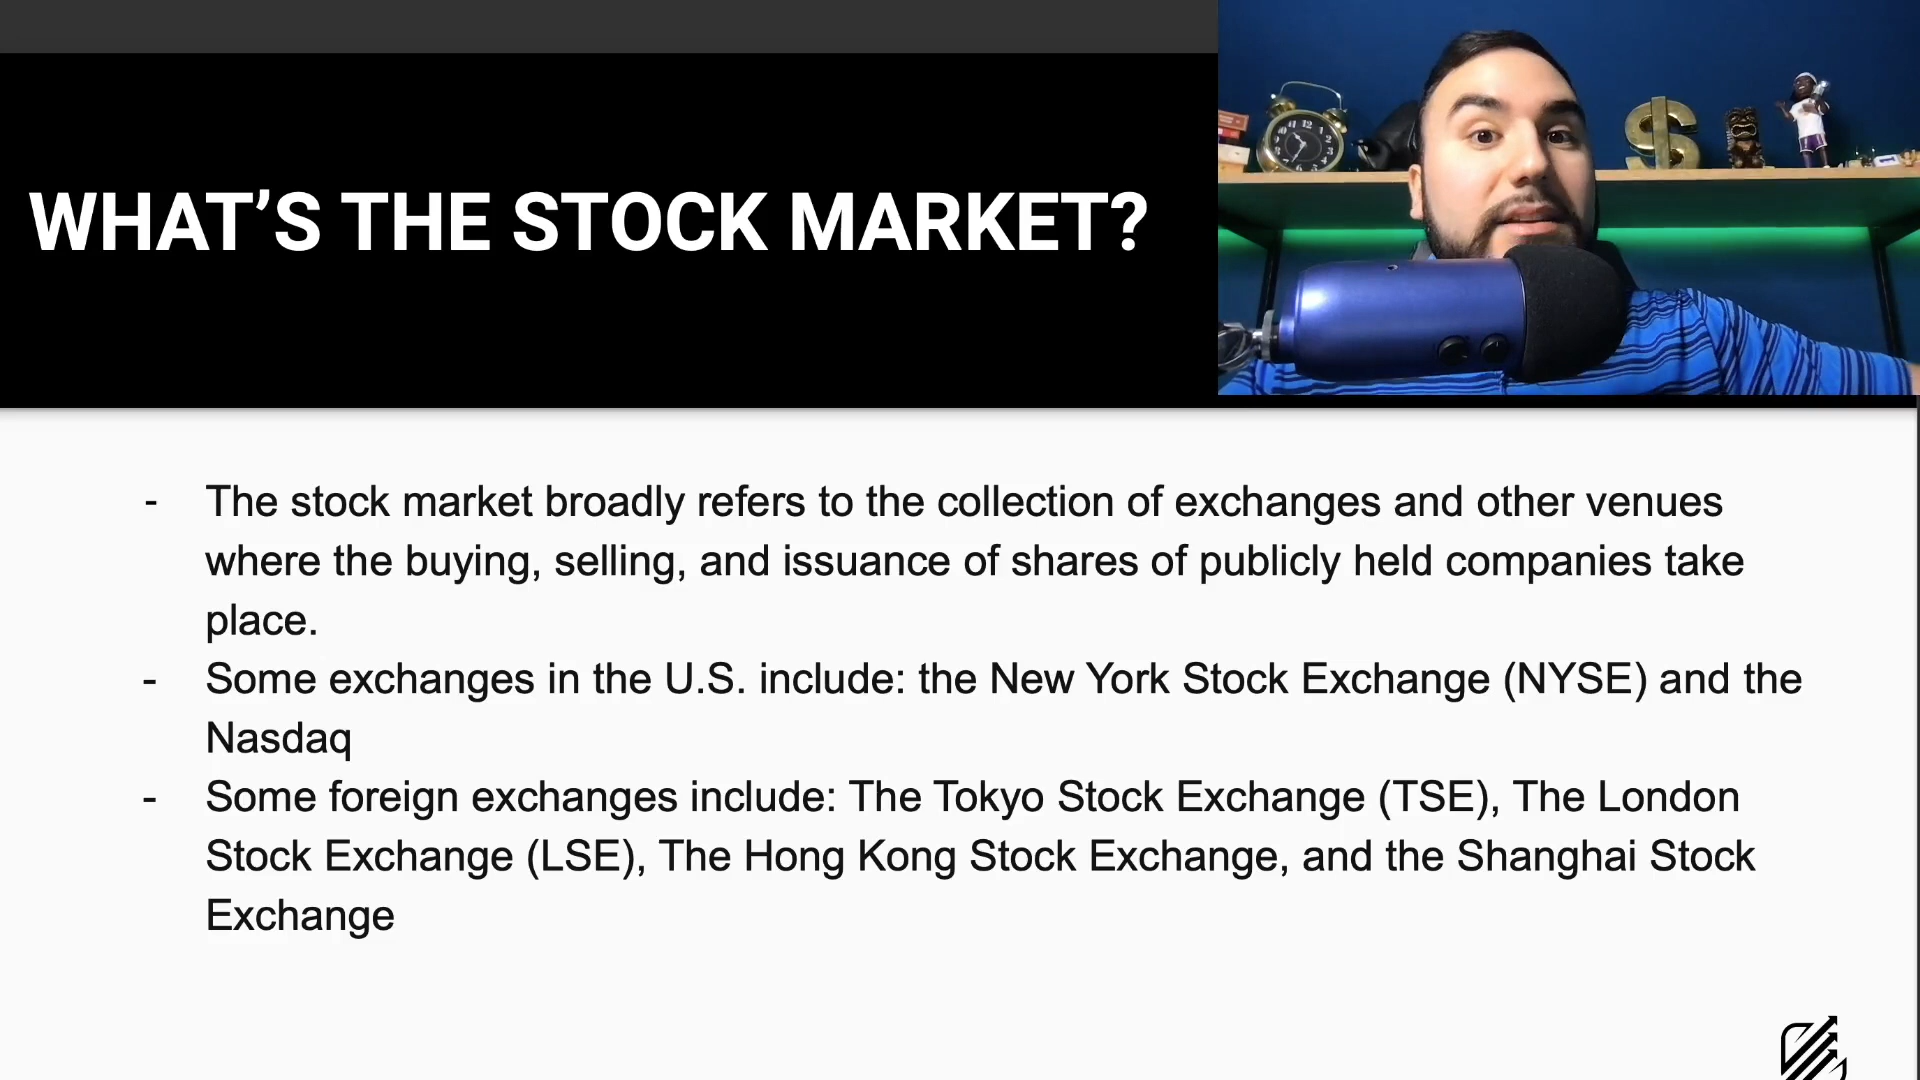 WHAT’S THE STOCK MARKET?
- The stock market broadly refers to the collection of exchanges and other venues
where the buying, selling, and issuance of shares of publicly held companies take
place.
- Some exchanges in the U.S. include: the New York Stock Exchange (NYSE) and the
Nasdaq
- Some foreign exchanges include: The Tokyo Stock Exchange (TSE), The London
Stock Exchange (LSE), The Hong Kong Stock Exchange, and the Shanghai Stock
Exchange